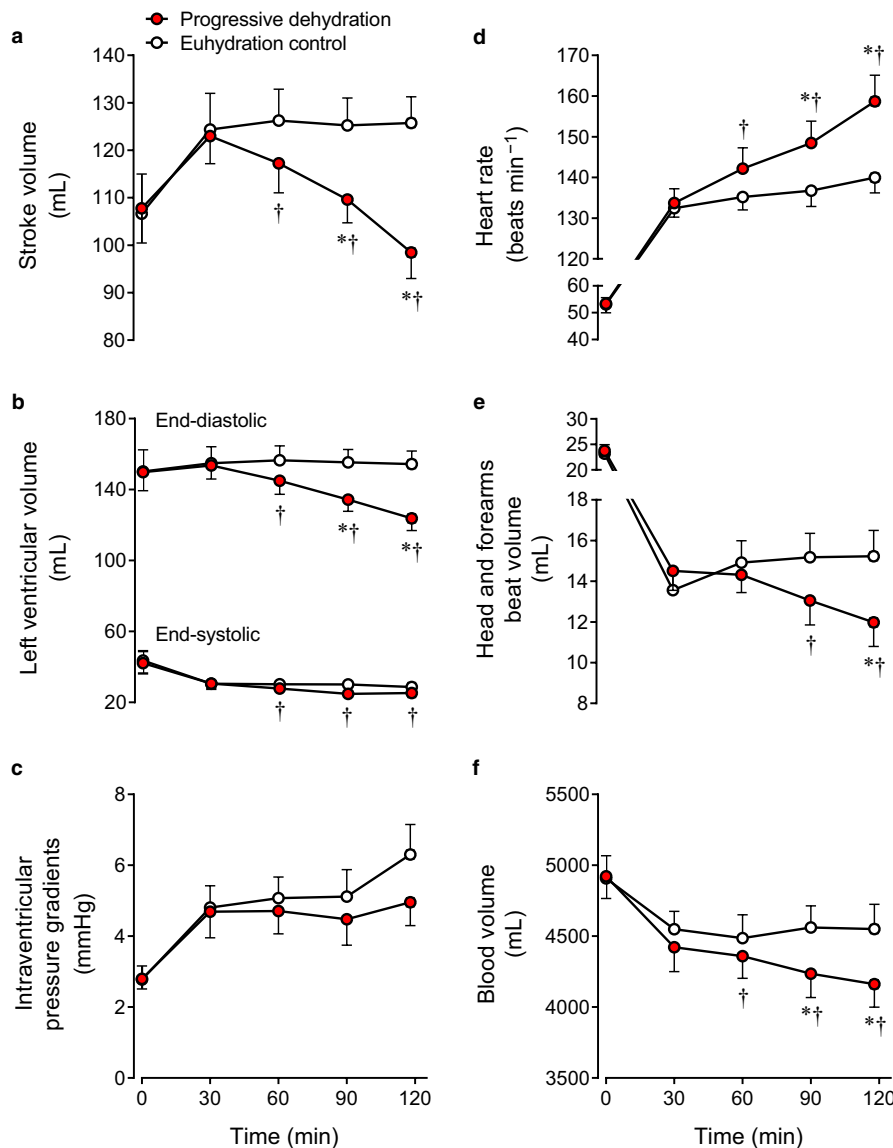 Progressive dehydration
Euhydration control
a
140
130
120
110
100
90
80
Stroke volume
(mL)
†
*†
*†
b
180
140
100
60
20
Left ventricular volume
(mL)
End-diastolic
†
*†
*†
End-systolic
†
†
†
c
8
6
4
2
0
Intraventricular
pressure gradients
(mmHg)
0 30 60 90 120
Time (min)
d
170
160
150
140
130
120
60
50
40
Heart rate
(beats min⁻¹)
†
*†
*†
e
30
25
20
16
14
12
10
8
Head and forearms
beat volume
(mL)
†
*†
f
5500
5000
4500
4000
3500
Blood volume
(mL)
†
*†
*†
0 30 60 90 120
Time (min)